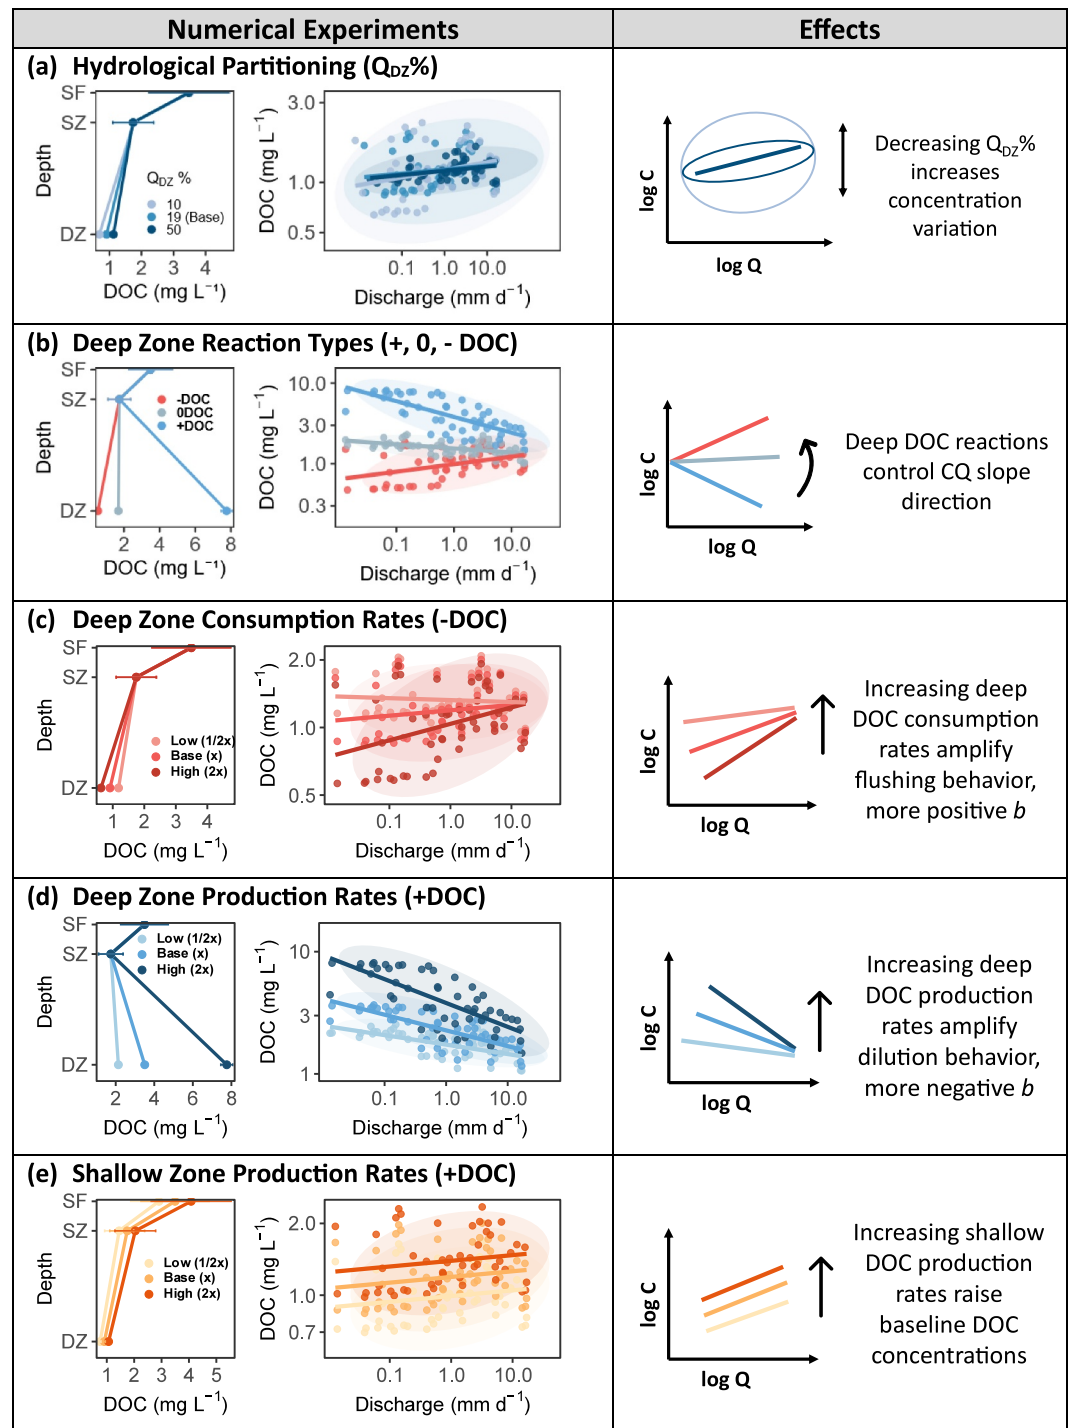 Numerical Experiments
Effects
(a) Hydrological Partitioning (Q_DZ%)
SF
SZ
DZ
Depth
Q_DZ %
10
19 (Base)
50
1 2 3 4
DOC (mg L⁻¹)
DOC (mg L⁻¹)
3.0
1.0
0.5
0.1 1.0 10.0
Discharge (mm d⁻¹)
log C
log Q
Decreasing Q_DZ%
increases
concentration
variation
(b) Deep Zone Reaction Types (+, 0, - DOC)
SF
SZ
DZ
Depth
-DOC
0DOC
+DOC
2 4 6 8
DOC (mg L⁻¹)
DOC (mg L⁻¹)
10.0
3.0
1.0
0.3
0.1 1.0 10.0
Discharge (mm d⁻¹)
log C
log Q
Deep DOC reactions
control CQ slope
direction
(c) Deep Zone Consumption Rates (-DOC)
SF
SZ
DZ
Depth
Low (1/2x)
Base (x)
High (2x)
1 2 3 4
DOC (mg L⁻¹)
DOC (mg L⁻¹)
2.0
1.0
0.5
0.1 1.0 10.0
Discharge (mm d⁻¹)
log C
log Q
Increasing deep
DOC consumption
rates amplify
flushing behavior,
more positive b
(d) Deep Zone Production Rates (+DOC)
SF
SZ
DZ
Depth
Low (1/2x)
Base (x)
High (2x)
2 4 6 8
DOC (mg L⁻¹)
DOC (mg L⁻¹)
10
3
1
0.1 1.0 10.0
Discharge (mm d⁻¹)
log C
log Q
Increasing deep
DOC production
rates amplify
dilution behavior,
more negative b
(e) Shallow Zone Production Rates (+DOC)
SF
SZ
DZ
Depth
Low (1/2x)
Base (x)
High (2x)
1 2 3 4 5
DOC (mg L⁻¹)
DOC (mg L⁻¹)
2.0
1.0
0.7
0.1 1.0 10.0
Discharge (mm d⁻¹)
log C
log Q
Increasing shallow
DOC production
rates raise
baseline DOC
concentrations